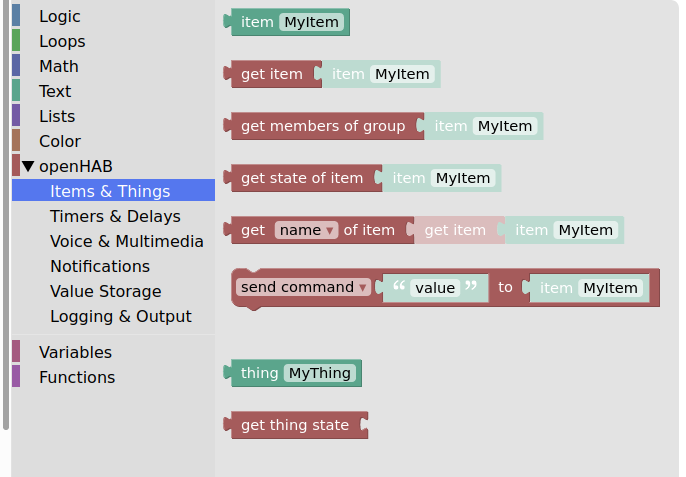 Logic
Loops
Math
Text
Lists
Color
openHAB
Items & Things
Timers & Delays
Voice & Multimedia
Notifications
Value Storage
Logging & Output
Variables
Functions
item MyItem
get item item MyItem
get members of group item MyItem
get state of item item MyItem
get name ▾ of item get item item MyItem
send command ▾ “ value ” to item MyItem
thing MyThing
get thing state